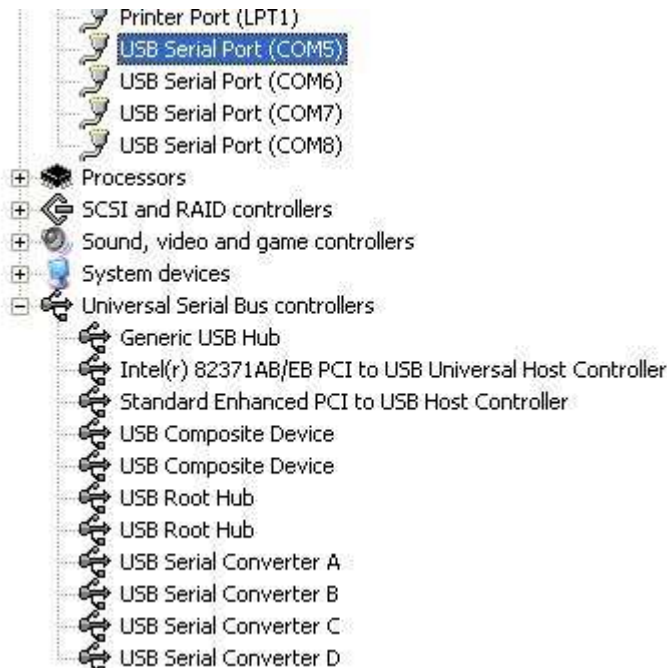 Printer Port (LPT1)
USB Serial Port (COM5)
USB Serial Port (COM6)
USB Serial Port (COM7)
USB Serial Port (COM8)
Processors
SCSI and RAID controllers
Sound, video and game controllers
System devices
Universal Serial Bus controllers
Generic USB Hub
Intel(r) 82371AB/EB PCI to USB Universal Host Controller
Standard Enhanced PCI to USB Host Controller
USB Composite Device
USB Composite Device
USB Root Hub
USB Root Hub
USB Serial Converter A
USB Serial Converter B
USB Serial Converter C
USB Serial Converter D